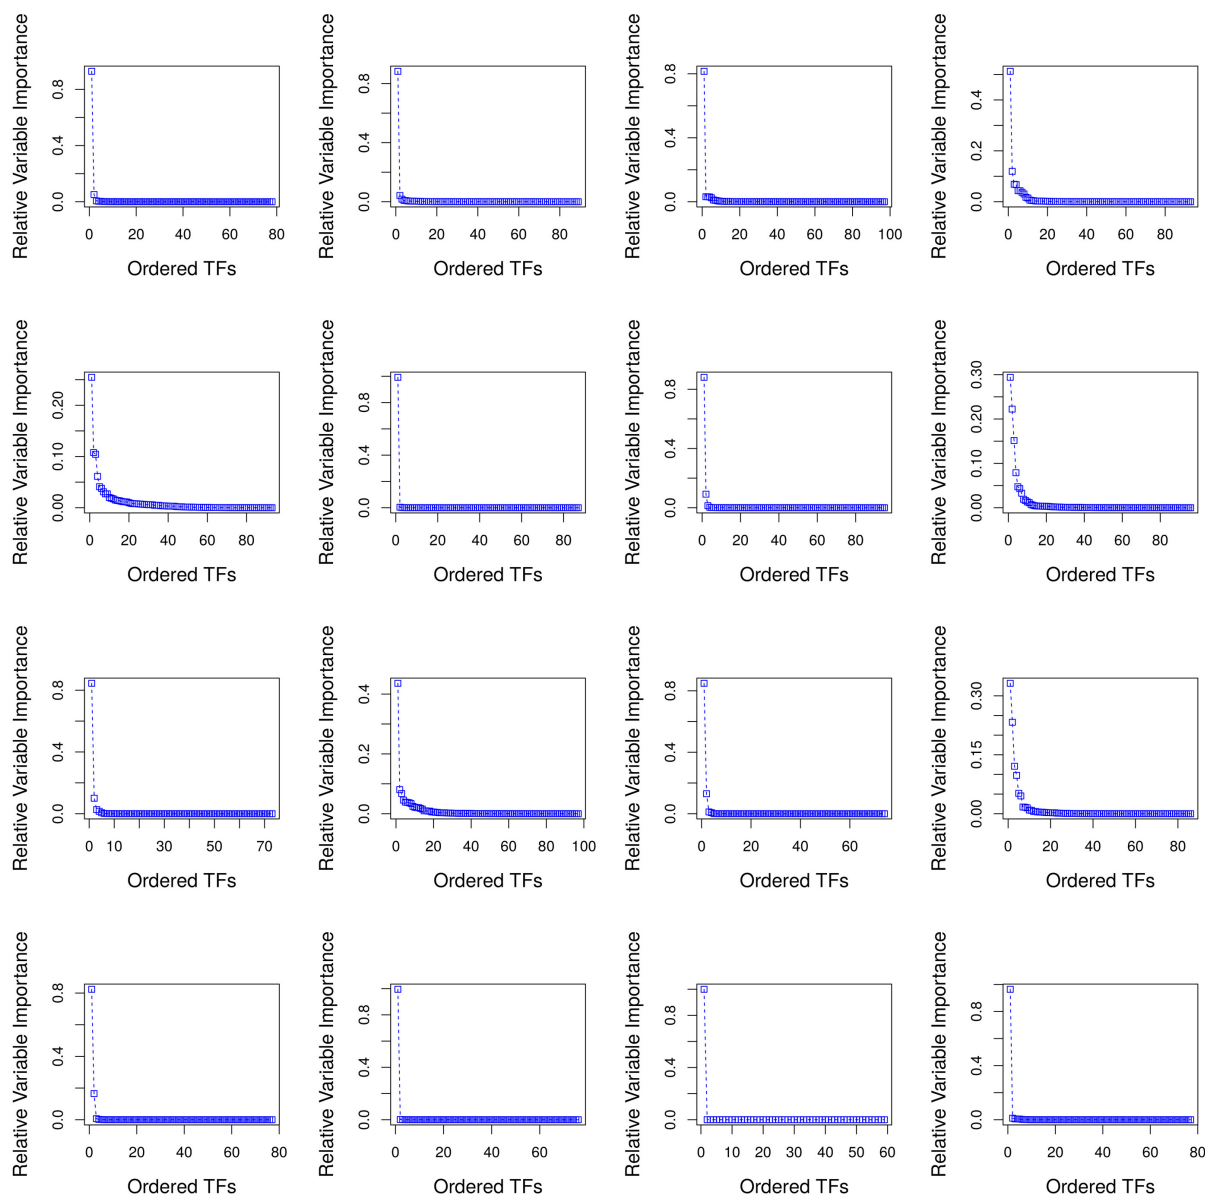 Relative Variable Importance
0.0 0.4 0.8
0 20 40 60 80
Ordered TFs
Relative Variable Importance
0.0 0.4 0.8
0 20 40 60 80
Ordered TFs
Relative Variable Importance
0.0 0.4 0.8
0 20 40 60 80 100
Ordered TFs
Relative Variable Importance
0.0 0.2 0.4
0 20 40 60 80
Ordered TFs
Relative Variable Importance
0.00 0.10 0.20
0 20 40 60 80
Ordered TFs
Relative Variable Importance
0.0 0.4 0.8
0 20 40 60 80
Ordered TFs
Relative Variable Importance
0.0 0.4 0.8
0 20 40 60 80
Ordered TFs
Relative Variable Importance
0.00 0.10 0.20 0.30
0 20 40 60 80
Ordered TFs
Relative Variable Importance
0.0 0.4 0.8
0 10 30 50 70
Ordered TFs
Relative Variable Importance
0.0 0.2 0.4
0 20 40 60 80 100
Ordered TFs
Relative Variable Importance
0.0 0.4 0.8
0 20 40 60
Ordered TFs
Relative Variable Importance
0.00 0.15 0.30
0 20 40 60 80
Ordered TFs
Relative Variable Importance
0.0 0.4 0.8
0 20 40 60 80
Ordered TFs
Relative Variable Importance
0.0 0.4 0.8
0 20 40 60
Ordered TFs
Relative Variable Importance
0.0 0.4 0.8
0 10 20 30 40 50 60
Ordered TFs
Relative Variable Importance
0.0 0.4 0.8
0 20 40 60 80
Ordered TFs